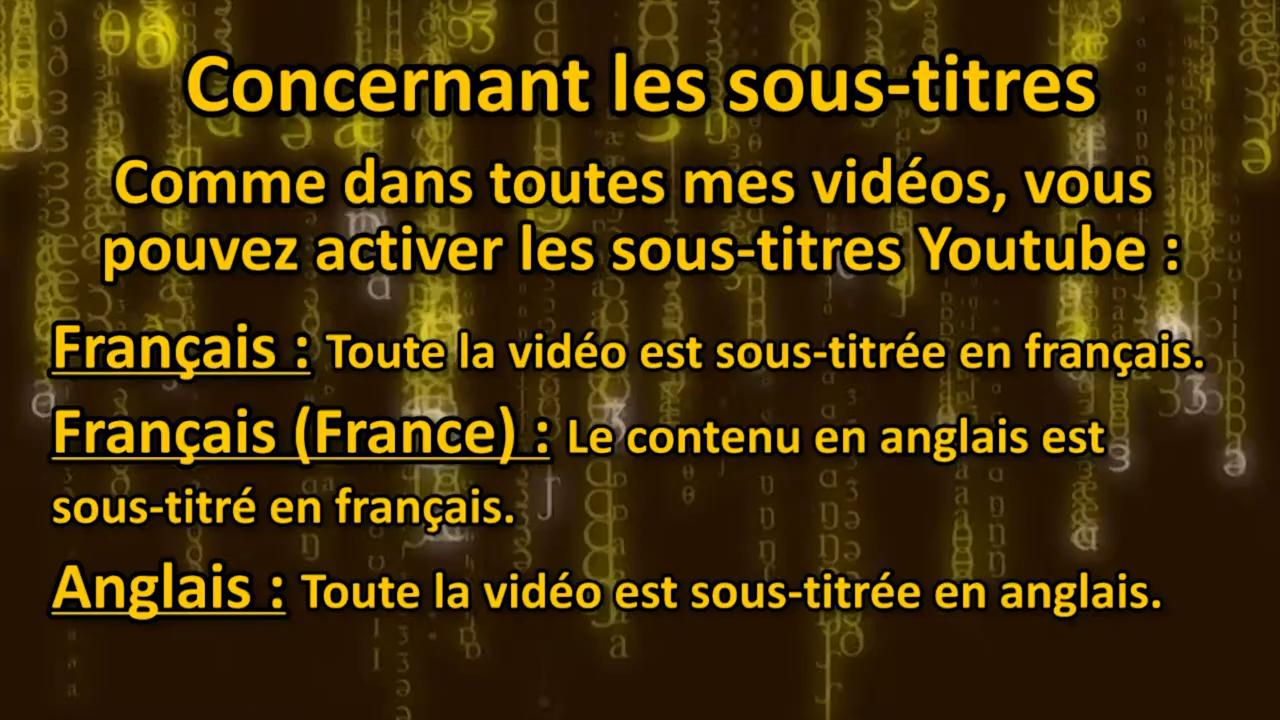 Concernant les sous-titres
Comme dans toutes mes vidéos, vous
pouvez activer les sous-titres Youtube :
Français : Toute la vidéo est sous-titrée en français.
Français (France) : Le contenu en anglais est
sous-titré en français.
Anglais : Toute la vidéo est sous-titrée en anglais.